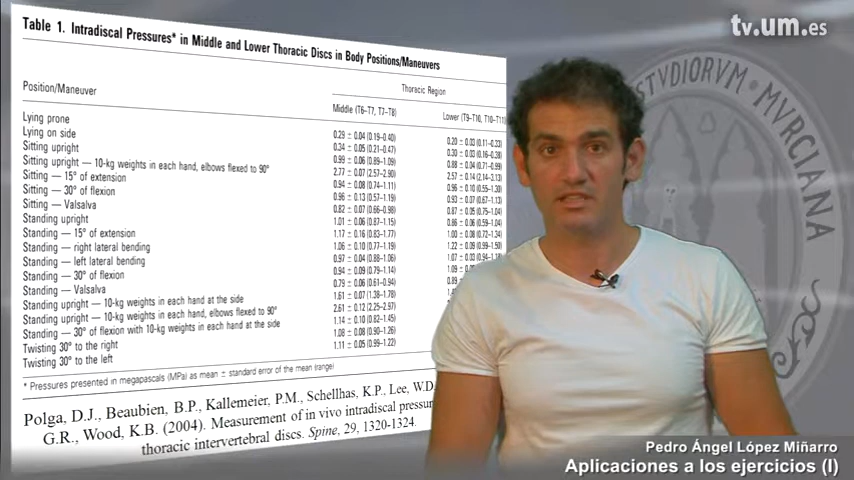 Table 1. Intradiscal Pressures* in Middle and Lower Thoracic Discs in Body Positions/Maneuvers
Thoracic Region
Position/Maneuver
Middle (T6–T7, T7–T8)
Lower (T9–T10, T10–T11)
Lying prone 0.29 ± 0.04 (0.19–0.40) 0.20 ± 0.03 (0.11–0.23)
Lying on side 0.34 ± 0.05 (0.21–0.47) 0.30 ± 0.03 (0.16–0.38)
Sitting upright 0.99 ± 0.06 (0.89–1.09) 0.88 ± 0.04 (0.71–0.99)
Sitting upright — 10-kg weights in each hand, elbows flexed to 90° 2.77 ± 0.07 (2.57–2.90) 2.57 ± 0.14 (2.14–3.13)
Sitting — 15° of extension 0.94 ± 0.08 (0.74–1.11) 0.96 ± 0.10 (0.55–1.30)
Sitting — 30° of flexion 0.96 ± 0.13 (0.57–1.19) 0.93 ± 0.07 (0.67–1.13)
Sitting — Valsalva 0.82 ± 0.07 (0.66–0.98) 0.87 ± 0.05 (0.75–1.04)
Standing upright 1.01 ± 0.06 (0.87–1.15) 0.86 ± 0.06 (0.59–1.04)
Standing — 15° of extension 1.17 ± 0.16 (0.83–1.77) 1.00 ± 0.08 (0.72–1.34)
Standing — right lateral bending 1.06 ± 0.10 (0.77–1.19) 1.22 ± 0.09 (0.99–1.50)
Standing — left lateral bending 0.97 ± 0.04 (0.88–1.06) 1.07 ± 0.03
Standing — 30° of flexion 0.94 ± 0.09 (0.79–1.14) 1.09
Standing — Valsalva 0.79 ± 0.06 (0.61–0.94) 0.89
Standing upright — 10-kg weights in each hand at the side 1.61 ± 0.07 (1.38–1.78)
Standing upright — 10-kg weights in each hand, elbows flexed to 90° 2.61 ± 0.12 (2.25–2.97)
Standing — 30° of flexion with 10-kg weights in each hand at the side 1.14 ± 0.10 (0.82–1.45)
Twisting 30° to the right 1.08 ± 0.08 (0.90–1.26)
Twisting 30° to the left 1.11 ± 0.05 (0.99–1.22)
* Pressures presented in megapascals (MPa) as mean ± standard error of the mean (range)
Polga, D.J., Beaubien, B.P., Kallemeier, P.M., Schellhas, K.P., Lee, W.D.
G.R., Wood, K.B. (2004). Measurement of in vivo intradiscal pressur
thoracic intervertebral discs. Spine, 29, 1320-1324.
tv.um.es
STVDIORVM MVRCIANA
Pedro Ángel López Miñarro
Aplicaciones a los ejercicios (I)